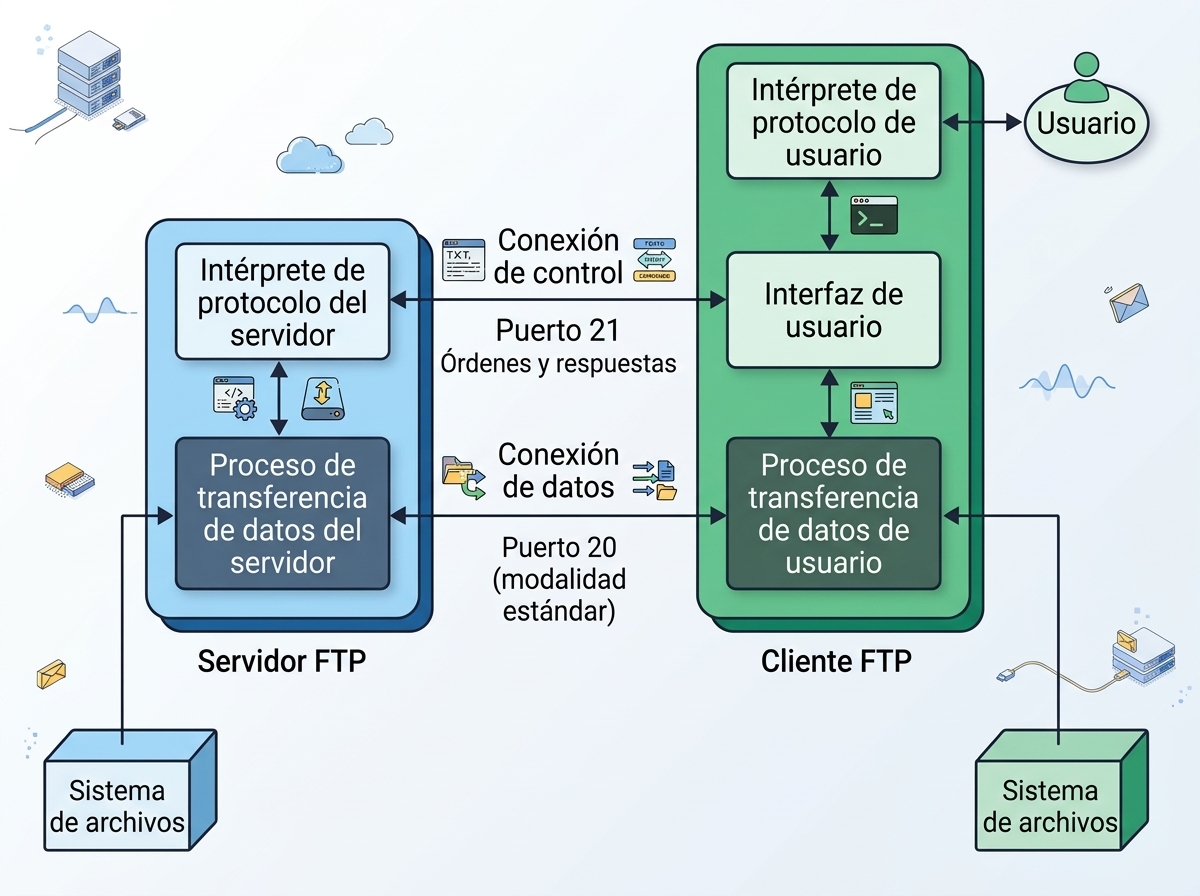 Intérprete de
protocolo de
usuario
Usuario
Intérprete de
protocolo del
servidor
TXT,
Conexión
de control
Interfaz de
usuario
Puerto 21
Órdenes y respuestas
</>
Proceso de
transferencia
de datos del
servidor
Conexión
de datos
Proceso de
transferencia
de datos de
usuario
Puerto 20
(modalidad
estándar)
Servidor FTP
Cliente FTP
Sistema
de archivos
Sistema
de archivos